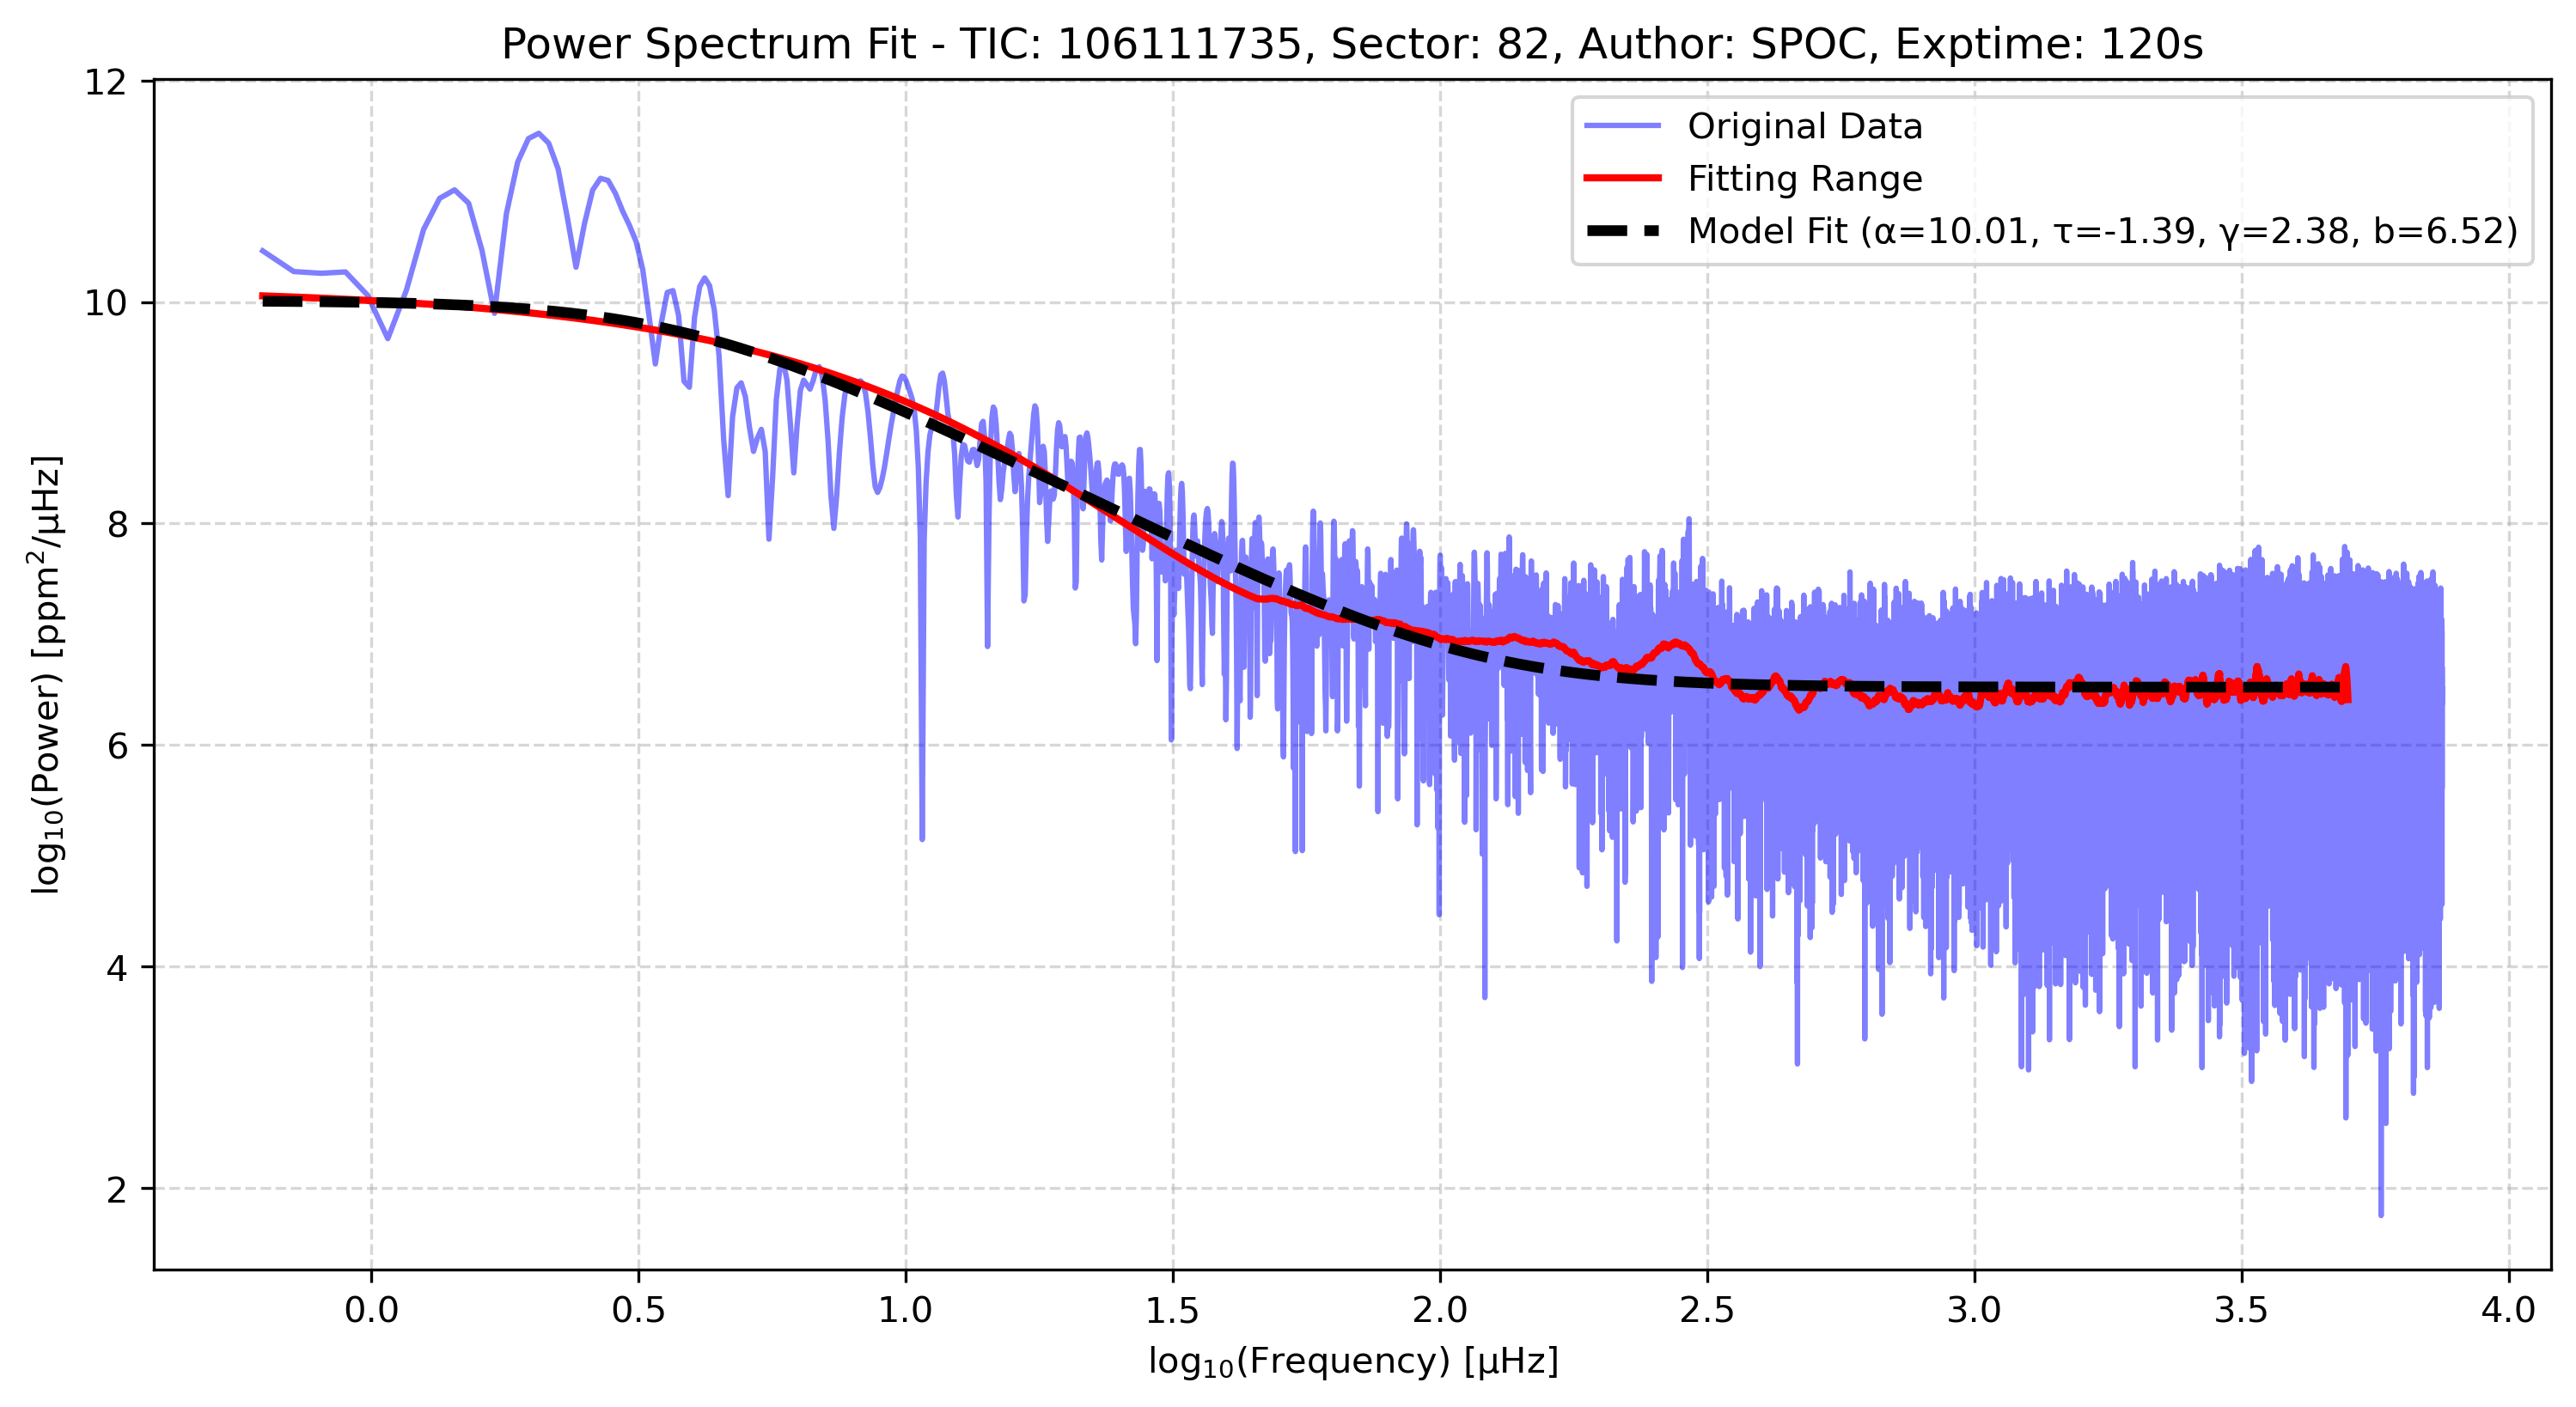 Power Spectrum Fit - TIC: 106111735, Sector: 82, Author: SPOC, Exptime: 120s
Original Data
Fitting Range
Model Fit (α=10.01, τ=-1.39, γ=2.38, b=6.52)
log₁₀(Power) [ppm²/μHz]
12
10
8
6
4
2
0.0 0.5 1.0 1.5 2.0 2.5 3.0 3.5 4.0
log₁₀(Frequency) [μHz]